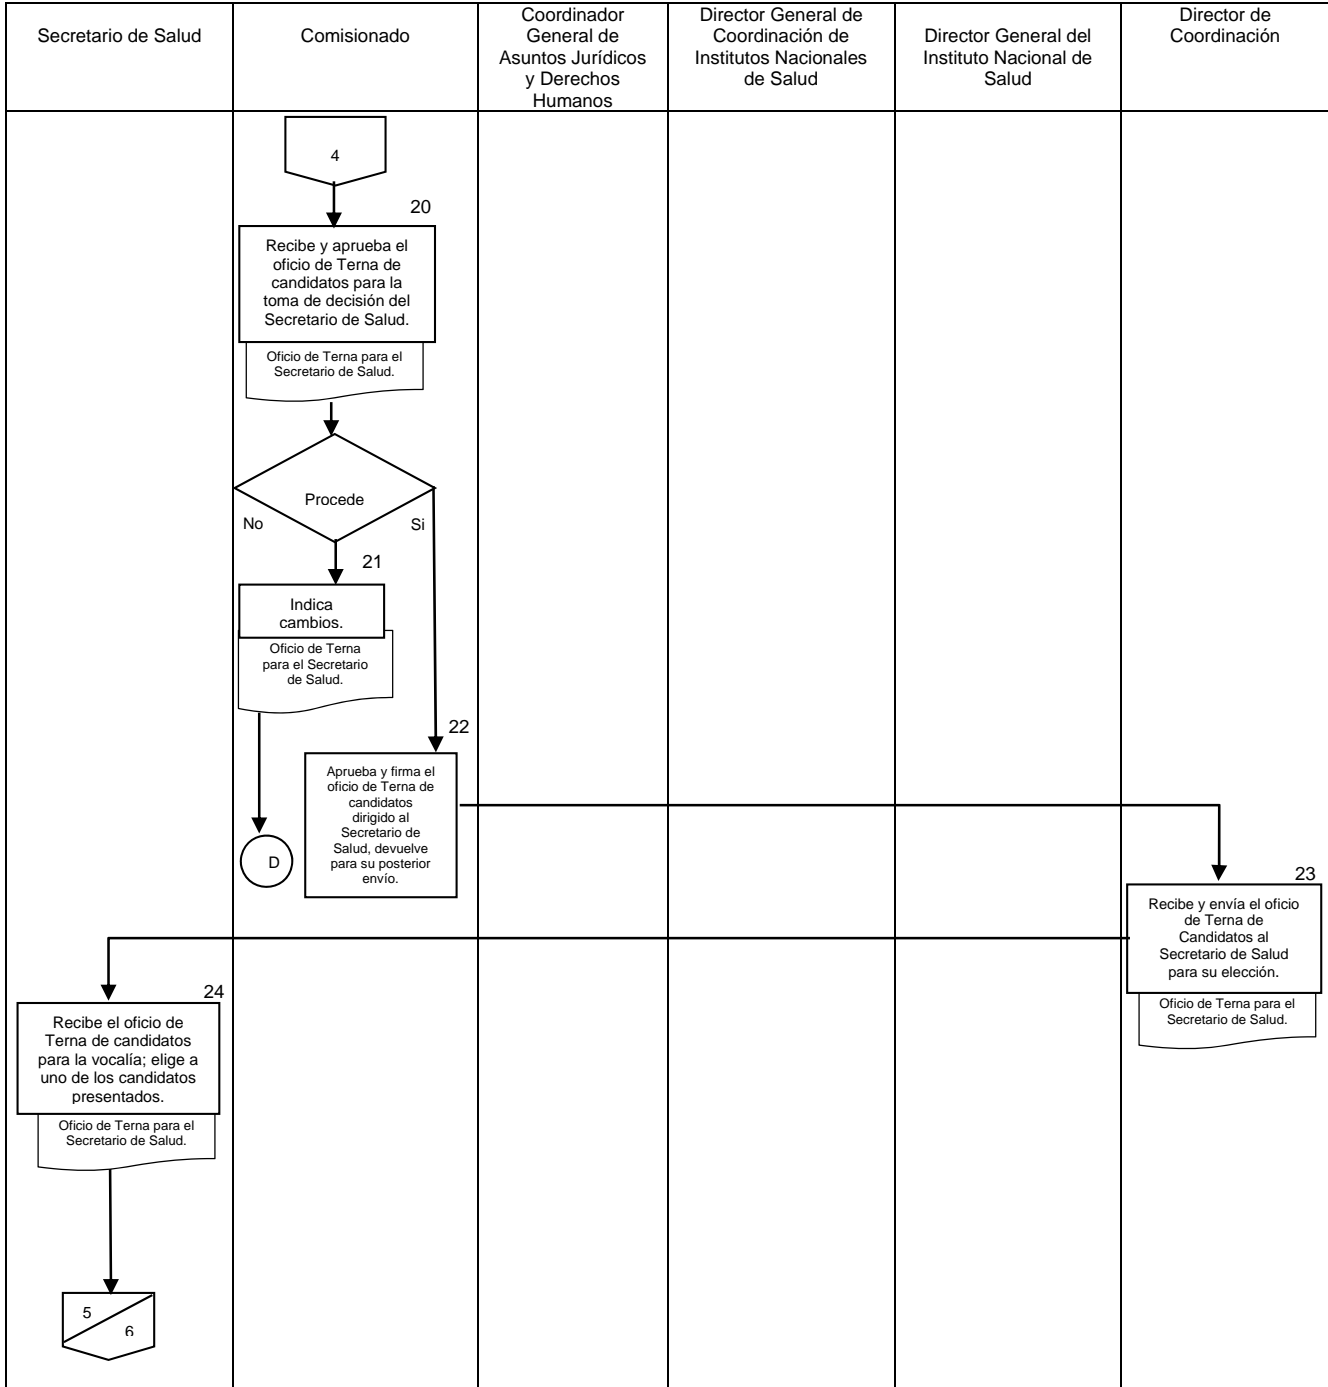 Secretario de Salud
Comisionado
Coordinador
General de
Asuntos Jurídicos
y Derechos
Humanos
Director General de
Coordinación de
Institutos Nacionales
de Salud
Director General del
Instituto Nacional de
Salud
Director de
Coordinación
4
20
Recibe y aprueba el
oficio de Terna de
candidatos para la
toma de decisión del
Secretario de Salud.
Oficio de Terna para el
Secretario de Salud.
Procede
No
Si
21
Indica
cambios.
Oficio de Terna
para el Secretario
de Salud.
22
Aprueba y firma el
oficio de Terna de
candidatos
dirigido al
Secretario de
Salud, devuelve
para su posterior
envío.
D
23
Recibe y envía el oficio
de Terna de
Candidatos al
Secretario de Salud
para su elección.
Oficio de Terna para el
Secretario de Salud.
24
Recibe el oficio de
Terna de candidatos
para la vocalía; elige a
uno de los candidatos
presentados.
Oficio de Terna para el
Secretario de Salud.
5
6